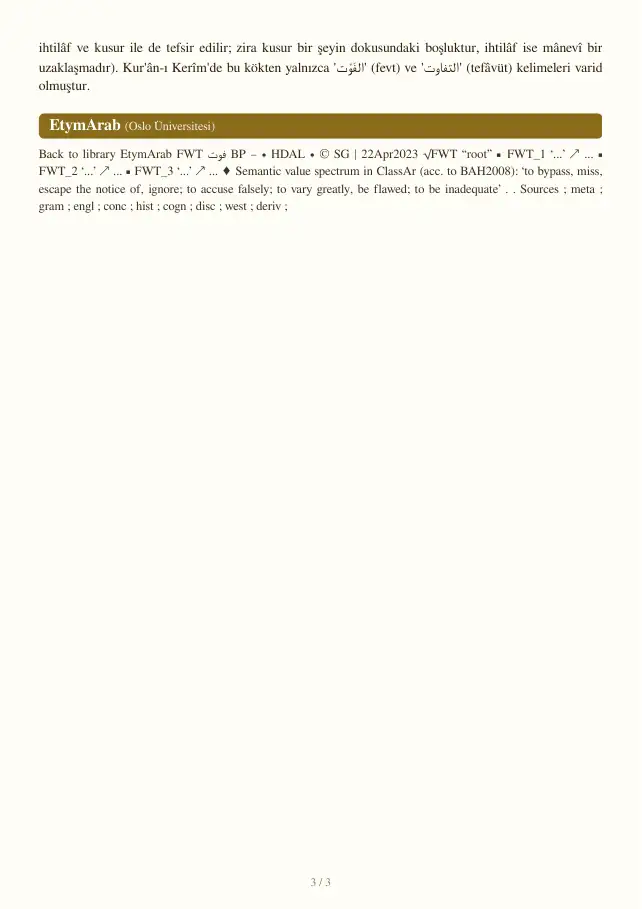 ihtilâf ve kusur ile de tefsir edilir; zira kusur bir şeyin dokusundaki boşluktur, ihtilâf ise mânevî bir
uzaklaşmadır). Kur'ân-ı Kerîm'de bu kökten yalnızca 'الفَوْت' (fevt) ve 'التفاوت' (tefâvüt) kelimeleri varid
olmuştur.
EtymArab (Oslo Üniversitesi)
Back to library EtymArab FWT فوت BP – • HDAL • © SG | 22Apr2023 √FWT “root” ▪ FWT_1 ‘...’ ↗ ... ▪
FWT_2 ‘...’ ↗ ... ▪ FWT_3 ‘...’ ↗ ... ♦ Semantic value spectrum in ClassAr (acc. to BAH2008): ‘to bypass, miss,
escape the notice of, ignore; to accuse falsely; to vary greatly, be flawed; to be inadequate’ . . Sources ; meta ;
gram ; engl ; conc ; hist ; cogn ; disc ; west ; deriv ;
3 / 3